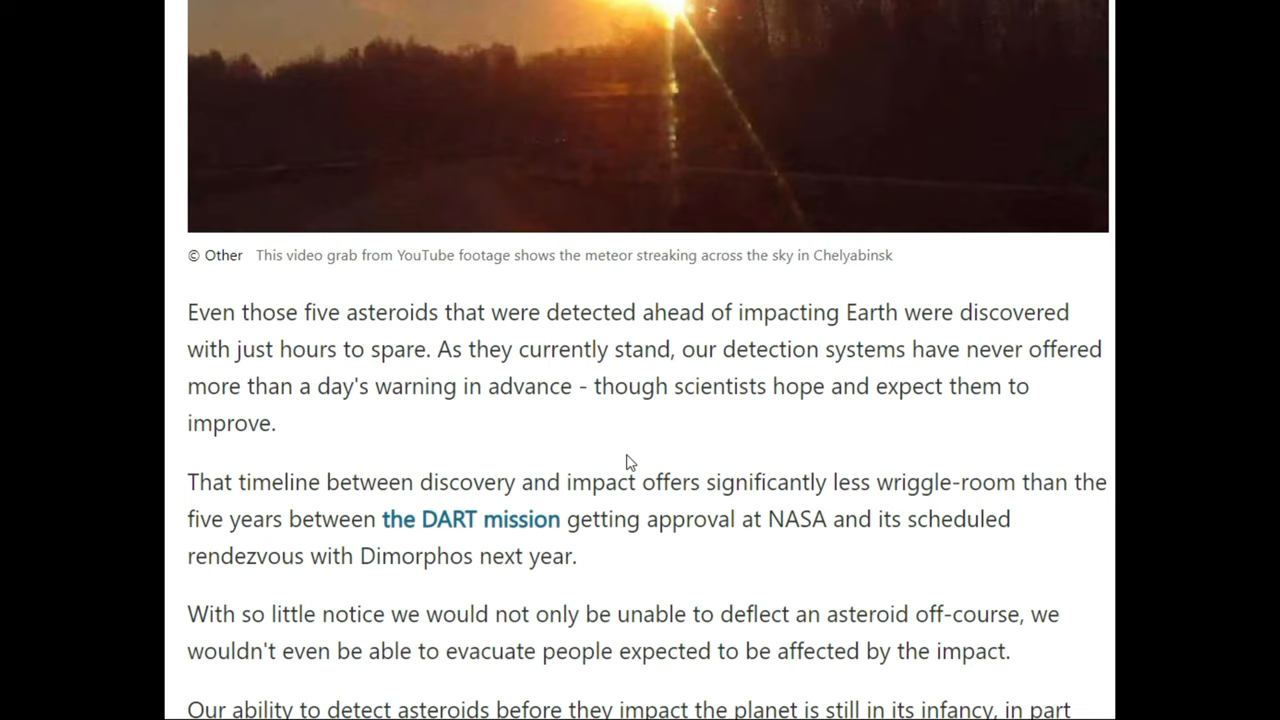 © Other This video grab from YouTube footage shows the meteor streaking across the sky in Chelyabinsk
Even those five asteroids that were detected ahead of impacting Earth were discovered
with just hours to spare. As they currently stand, our detection systems have never offered
more than a day's warning in advance - though scientists hope and expect them to
improve.
That timeline between discovery and impact offers significantly less wriggle-room than the
five years between the DART mission getting approval at NASA and its scheduled
rendezvous with Dimorphos next year.
With so little notice we would not only be unable to deflect an asteroid off-course, we
wouldn't even be able to evacuate people expected to be affected by the impact.
Our ability to detect asteroids before they impact the planet is still in its infancy, in part